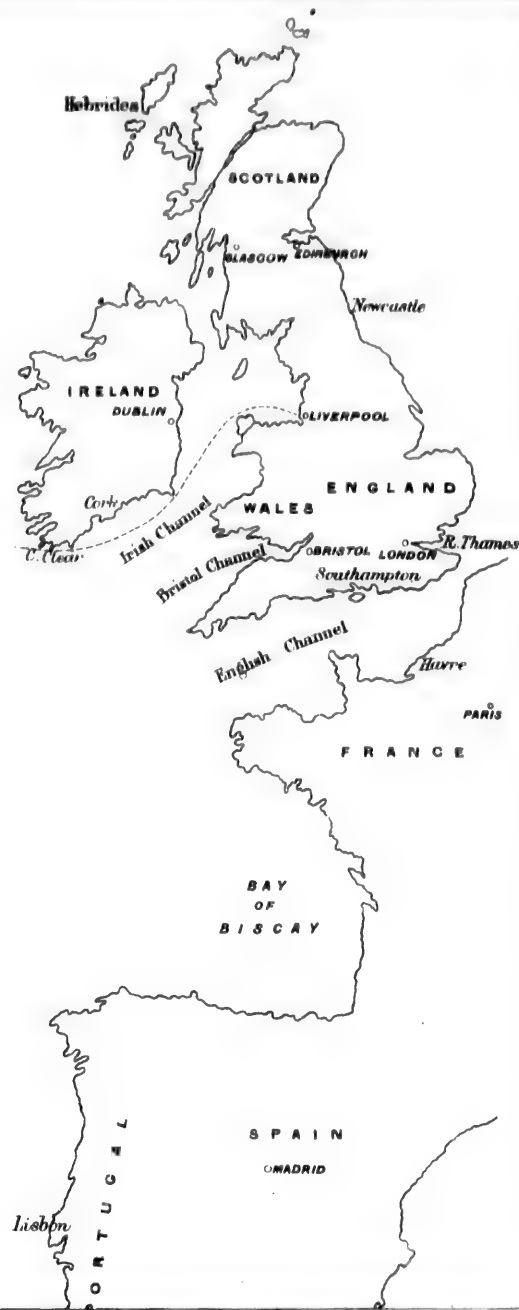 Hebrides
SCOTLAND
GLASGOW
EDINBURGH
Newcastle
IRELAND
DUBLIN
LIVERPOOL
Cork
ENGLAND
WALES
Irish Channel
C. Clear
Bristol Channel
BRISTOL
LONDON
R. Thames
Southampton
English Channel
Havre
PARIS
FRANCE
BAY
OF
BISCAY
SPAIN
MADRID
PORTUGAL
Lisbon